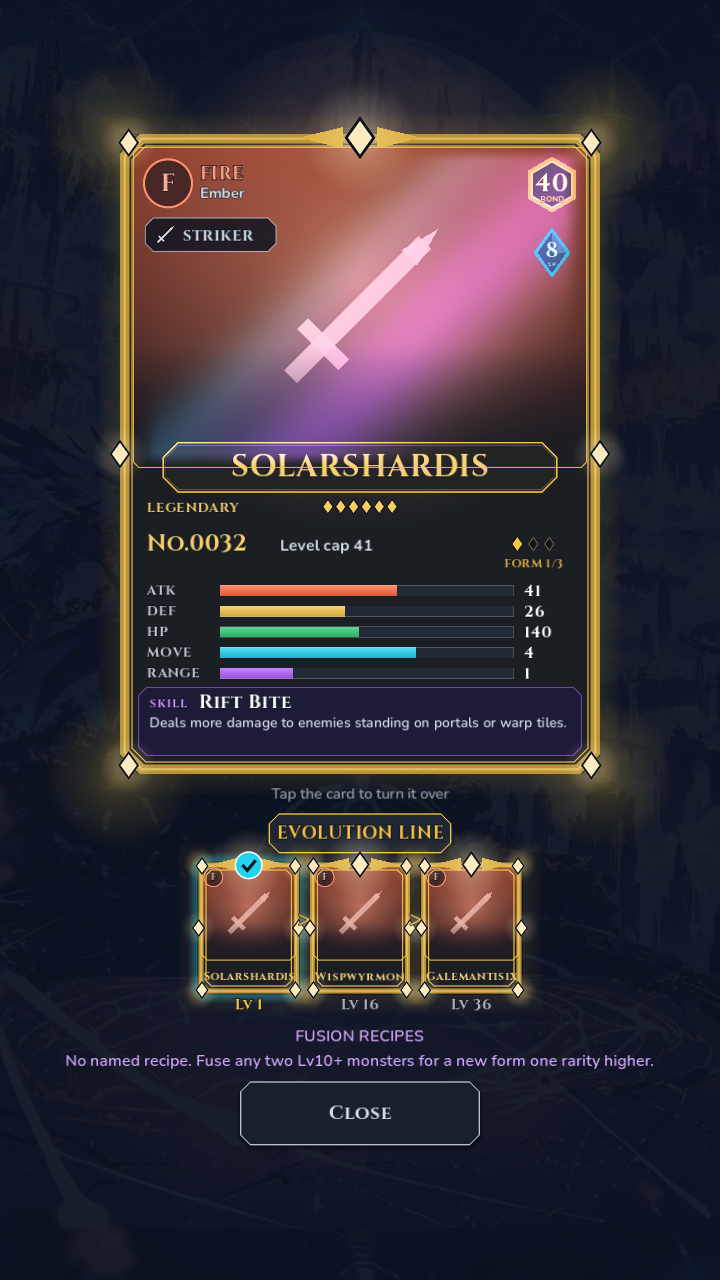 F
FIRE
Ember
40
BOND
STRIKER
8
SP
SOLARSHARDIS
LEGENDARY
No.0032
Level cap 41
FORM 1/3
ATK 41
DEF 26
HP 140
MOVE 4
RANGE 1
SKILL RIFT BITE
Deals more damage to enemies standing on portals or warp tiles.
Tap the card to turn it over
EVOLUTION LINE
F F F
SOLARSHARDIS WISPWYRMON GALEMANTISIX
LV 1 LV 16 LV 36
FUSION RECIPES
No named recipe. Fuse any two Lv10+ monsters for a new form one rarity higher.
CLOSE